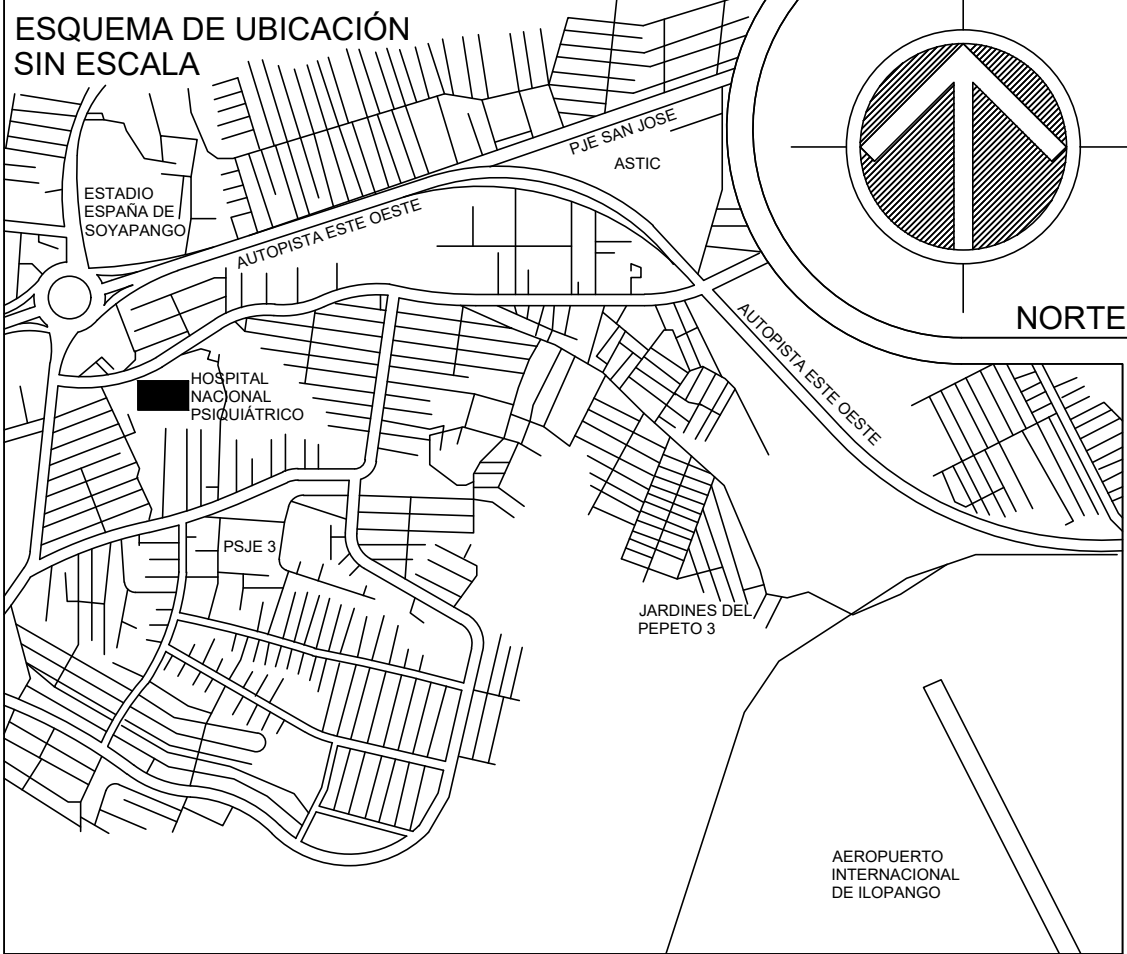 ESQUEMA DE UBICACIÓN
SIN ESCALA
PJE SAN JOSE
ASTIC
ESTADIO
ESPAÑA DE
SOYAPANGO
AUTOPISTA ESTE OESTE
NORTE
AUTOPISTA ESTE OESTE
HOSPITAL
NACIONAL
PSIQUIÁTRICO
PSJE 3
JARDINES DEL
PEPETO 3
AEROPUERTO
INTERNACIONAL
DE ILOPANGO